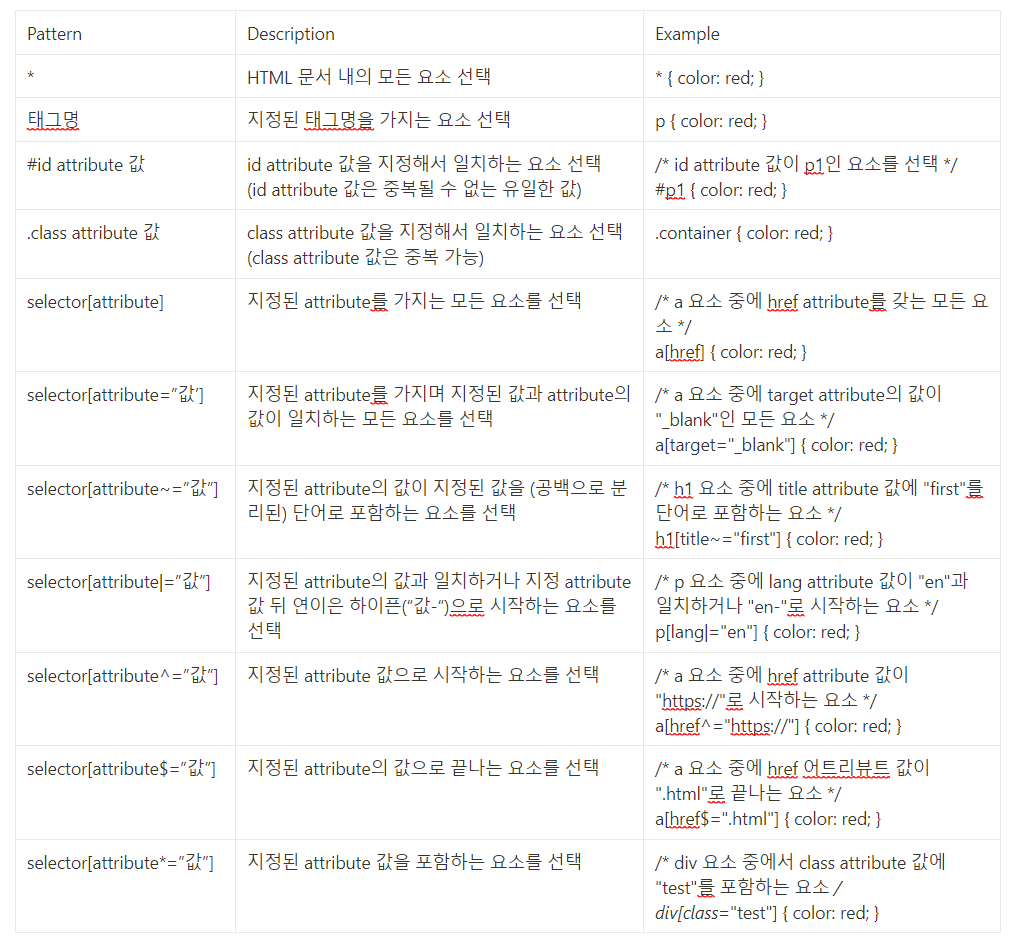 Pattern Description Example
* HTML 문서 내의 모든 요소 선택 * { color: red; }
태그명 지정된 태그명을 가지는 요소 선택 p { color: red; }
#id attribute 값 id attribute 값을 지정해서 일치하는 요소 선택 /* id attribute 값이 p1인 요소를 선택 */
(id attribute 값은 중복될 수 없는 유일한 값) #p1 { color: red; }
.class attribute 값 class attribute 값을 지정해서 일치하는 요소 선택 .container { color: red; }
(class attribute 값은 중복 가능)
selector[attribute] 지정된 attribute를 가지는 모든 요소를 선택 /* a 요소 중에 href attribute를 갖는 모든 요
소 */
a[href] { color: red; }
selector[attribute=”값’] 지정된 attribute를 가지며 지정된 값과 attribute의 /* a 요소 중에 target attribute의 값이
값이 일치하는 모든 요소를 선택 "_blank"인 모든 요소 */
a[target="_blank"] { color: red; }
selector[attribute~=”값”] 지정된 attribute의 값이 지정된 값을 (공백으로 분 /* h1 요소 중에 title attribute 값에 "first"를
리된) 단어로 포함하는 요소를 선택 단어로 포함하는 요소 */
h1[title~="first"] { color: red; }
selector[attribute|=”값”] 지정된 attribute의 값과 일치하거나 지정 attribute /* p 요소 중에 lang attribute 값이 "en"과
값 뒤 연이은 하이픈(”값-“)으로 시작하는 요소를 일치하거나 "en-"로 시작하는 요소 */
선택 p[lang|="en"] { color: red; }
selector[attribute^=”값”] 지정된 attribute 값으로 시작하는 요소를 선택 /* a 요소 중에 href attribute 값이
"https://"로 시작하는 요소 */
a[href^="https://"] { color: red; }
selector[attribute$=”값”] 지정된 attribute의 값으로 끝나는 요소를 선택 /* a 요소 중에 href 어트리뷰트 값이
".html"로 끝나는 요소 */
a[href$=".html"] { color: red; }
selector[attribute*=”값”] 지정된 attribute 값을 포함하는 요소를 선택 /* div 요소 중에서 class attribute 값에
"test"를 포함하는 요소 /
div[class="test"] { color: red; }